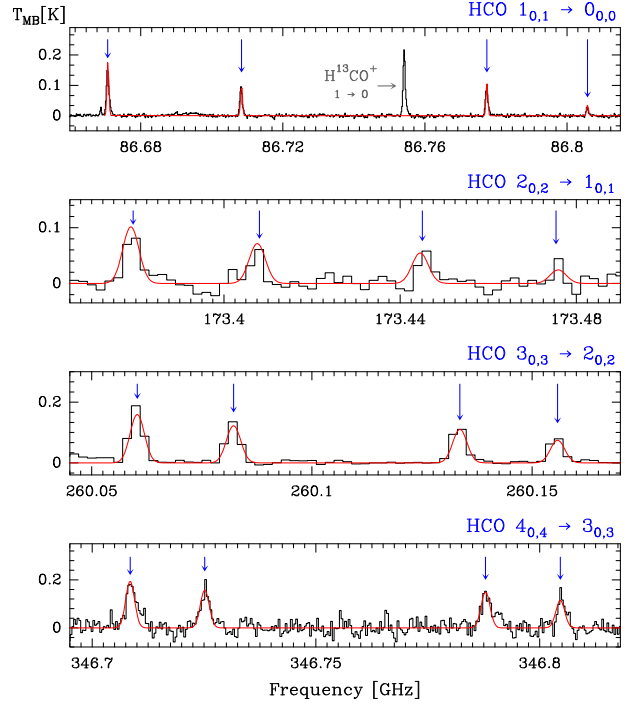 T_MB[K] HCO 1_0,1 → 0_0,0
0.2
0.1
0
H¹³CO⁺
1 → 0
86.68 86.72 86.76 86.8
HCO 2_0,2 → 1_0,1
0.1
0
173.4 173.44 173.48
HCO 3_0,3 → 2_0,2
0.2
0
260.05 260.1 260.15
HCO 4_0,4 → 3_0,3
0.2
0
346.7 346.75 346.8
Frequency [GHz]